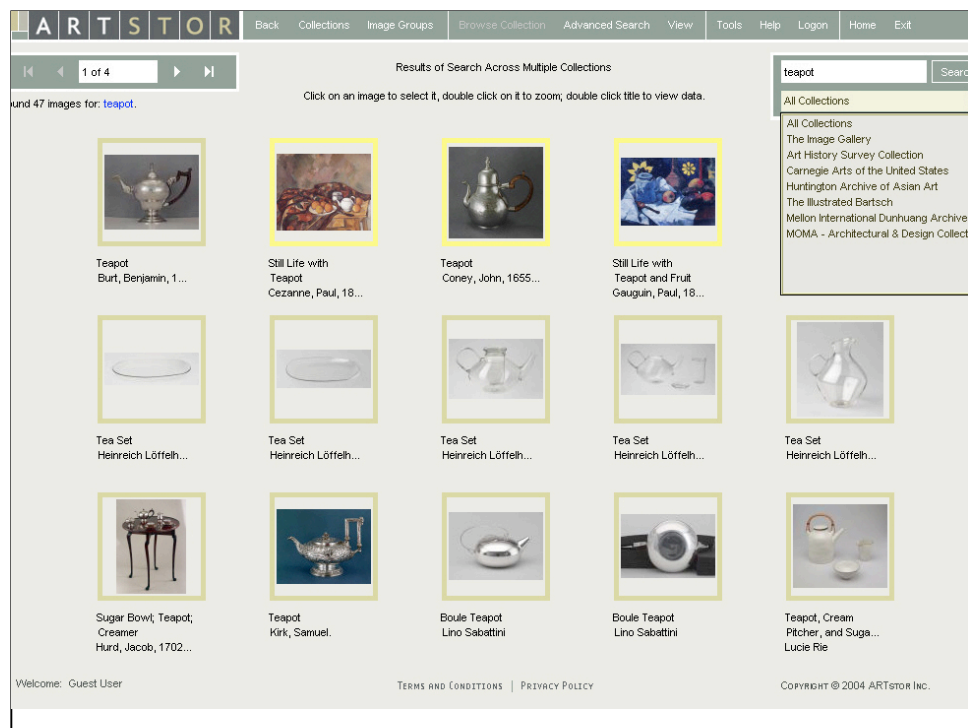 ARTSTOR
Back Collections Image Groups Browse Collection Advanced Search View Tools Help Logon Home Exit
1 of 4
Results of Search Across Multiple Collections
teapot
Click on an image to select it, double click on it to zoom; double click title to view data.
All Collections
47 images for: teapot.
All Collections
The Image Gallery
Art History Survey Collection
Carnegie Arts of the United States
Huntington Archive of Asian Art
The Illustrated Bartsch
Mellon International Dunhuang Archive
MOMA - Architectural & Design
Teapot
Burt, Benjamin, 1...
Still Life with
Teapot
Cezanne, Paul, 18...
Teapot
Coney, John, 1655...
Still Life with
Teapot and Fruit
Gauguin, Paul, 18...
Tea Set
Heinreich Löffelh...
Tea Set
Heinreich Löffelh...
Tea Set
Heinreich Löffelh...
Tea Set
Heinreich Löffelh...
Tea Set
Heinreich Löffelh...
Sugar Bowl; Teapot;
Creamer
Hurd, Jacob, 1702...
Teapot
Kirk, Samuel.
Boule Teapot
Lino Sabattini
Boule Teapot
Lino Sabattini
Teapot, Cream
Pitcher, and Suga...
Lucie Rie
Welcome: Guest User
Terms and Conditions | Privacy Policy
Copyright © 2004 ARTstor Inc.